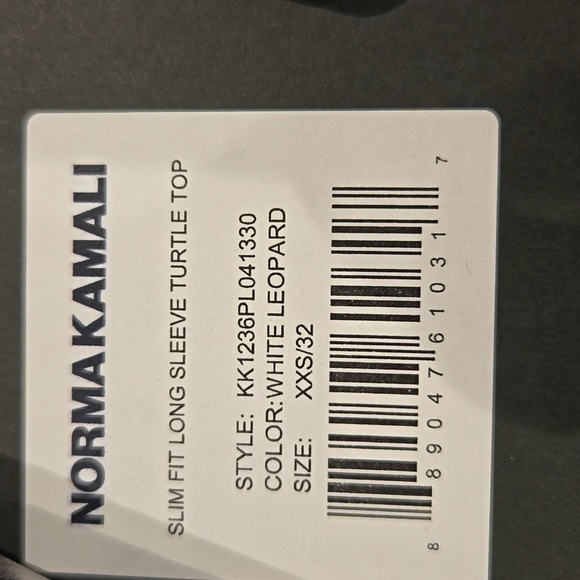 NORMA KAMALI
SLIM FIT LONG SLEEVE TURTLE TOP
STYLE: KK1236PL041330
COLOR:WHITE LEOPARD
SIZE: XXS/32
8 89047 61031 7